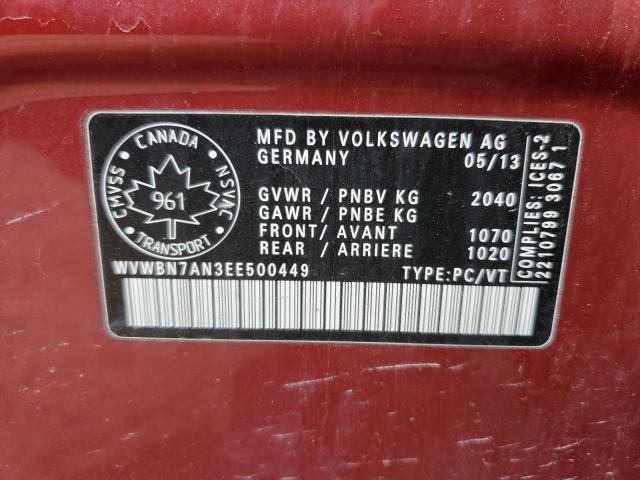 CANADA
CMVSS
NSVAC
961
TRANSPORT
MFD BY VOLKSWAGEN AG
GERMANY 05/13
GVWR / PNBV KG 2040
GAWR / PNBE KG
FRONT/ AVANT 1070
REAR / ARRIERE 1020
WVWBN7AN3EE500449 TYPE:PC/VT
COMPLIES: ICES-2
2210799 3067 1